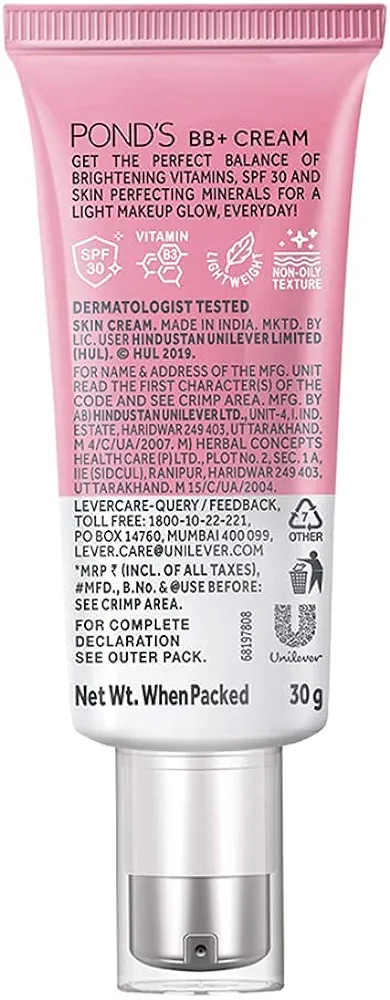 POND'S BB+ CREAM
GET THE PERFECT BALANCE OF
BRIGHTENING VITAMINS, SPF 30 AND
SKIN PERFECTING MINERALS FOR A
LIGHT MAKEUP GLOW, EVERYDAY!
SPF
30
VITAMIN
B3
LIGHTWEIGHT
NON-OILY
TEXTURE
DERMATOLOGIST TESTED
SKIN CREAM. MADE IN INDIA. MKTD. BY
LIC. USER HINDUSTAN UNILEVER LIMITED
(HUL). © HUL 2019.
FOR NAME & ADDRESS OF THE MFG. UNIT
READ THE FIRST CHARACTER(S) OF THE
CODE AND SEE CRIMP AREA. MFG. BY
AB) HINDUSTAN UNILEVER LTD., UNIT-4, I. IND.
ESTATE, HARIDWAR 249 403, UTTARAKHAND.
M 4/C/UA/2007. M) HERBAL CONCEPTS
HEALTHCARE (P) LTD., PLOT No. 2, SEC. 1 A,
IIE (SIDCUL), RANIPUR, HARIDWAR 249 403,
UTTARAKHAND. M 15/C/UA/2004.
LEVERCARE-QUERY / FEEDBACK,
TOLL FREE: 1800-10-22-221,
PO BOX 14760, MUMBAI 400 099,
LEVER.CARE@UNILEVER.COM
*MRP ₹ (INCL. OF ALL TAXES),
#MFD., B.No. & @USE BEFORE:
SEE CRIMP AREA.
FOR COMPLETE
DECLARATION
SEE OUTER PACK.
68197808
7
OTHER
Unilever
Net Wt. When Packed 30 g